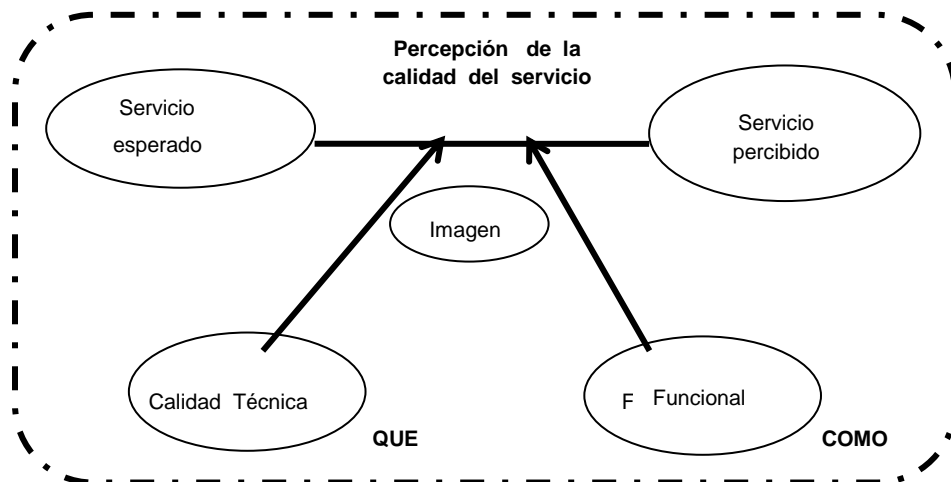 Percepción de la
calidad del servicio
Servicio
esperado
Servicio
percibido
Imagen
Calidad Técnica
QUE
F Funcional
COMO